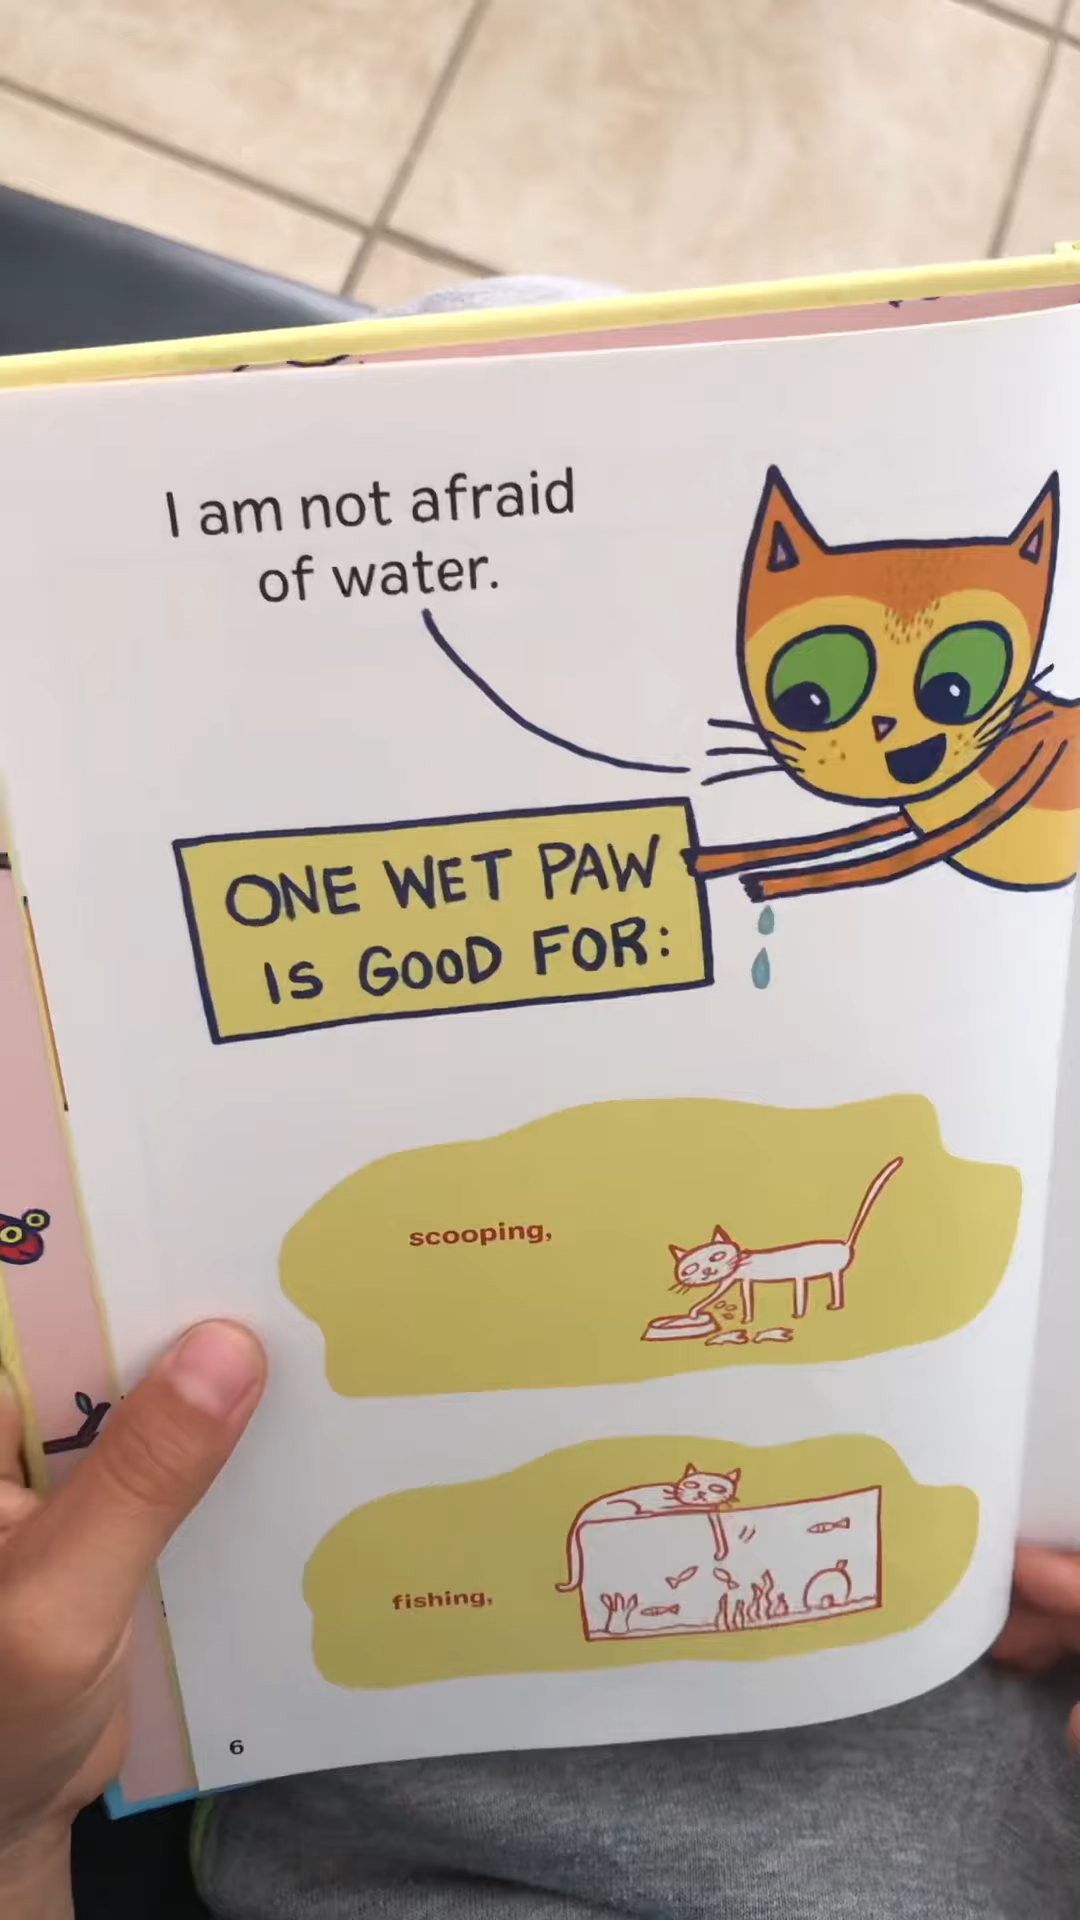 I am not afraid
of water.
ONE WET PAW
IS GOOD FOR:
scooping,
fishing,
6